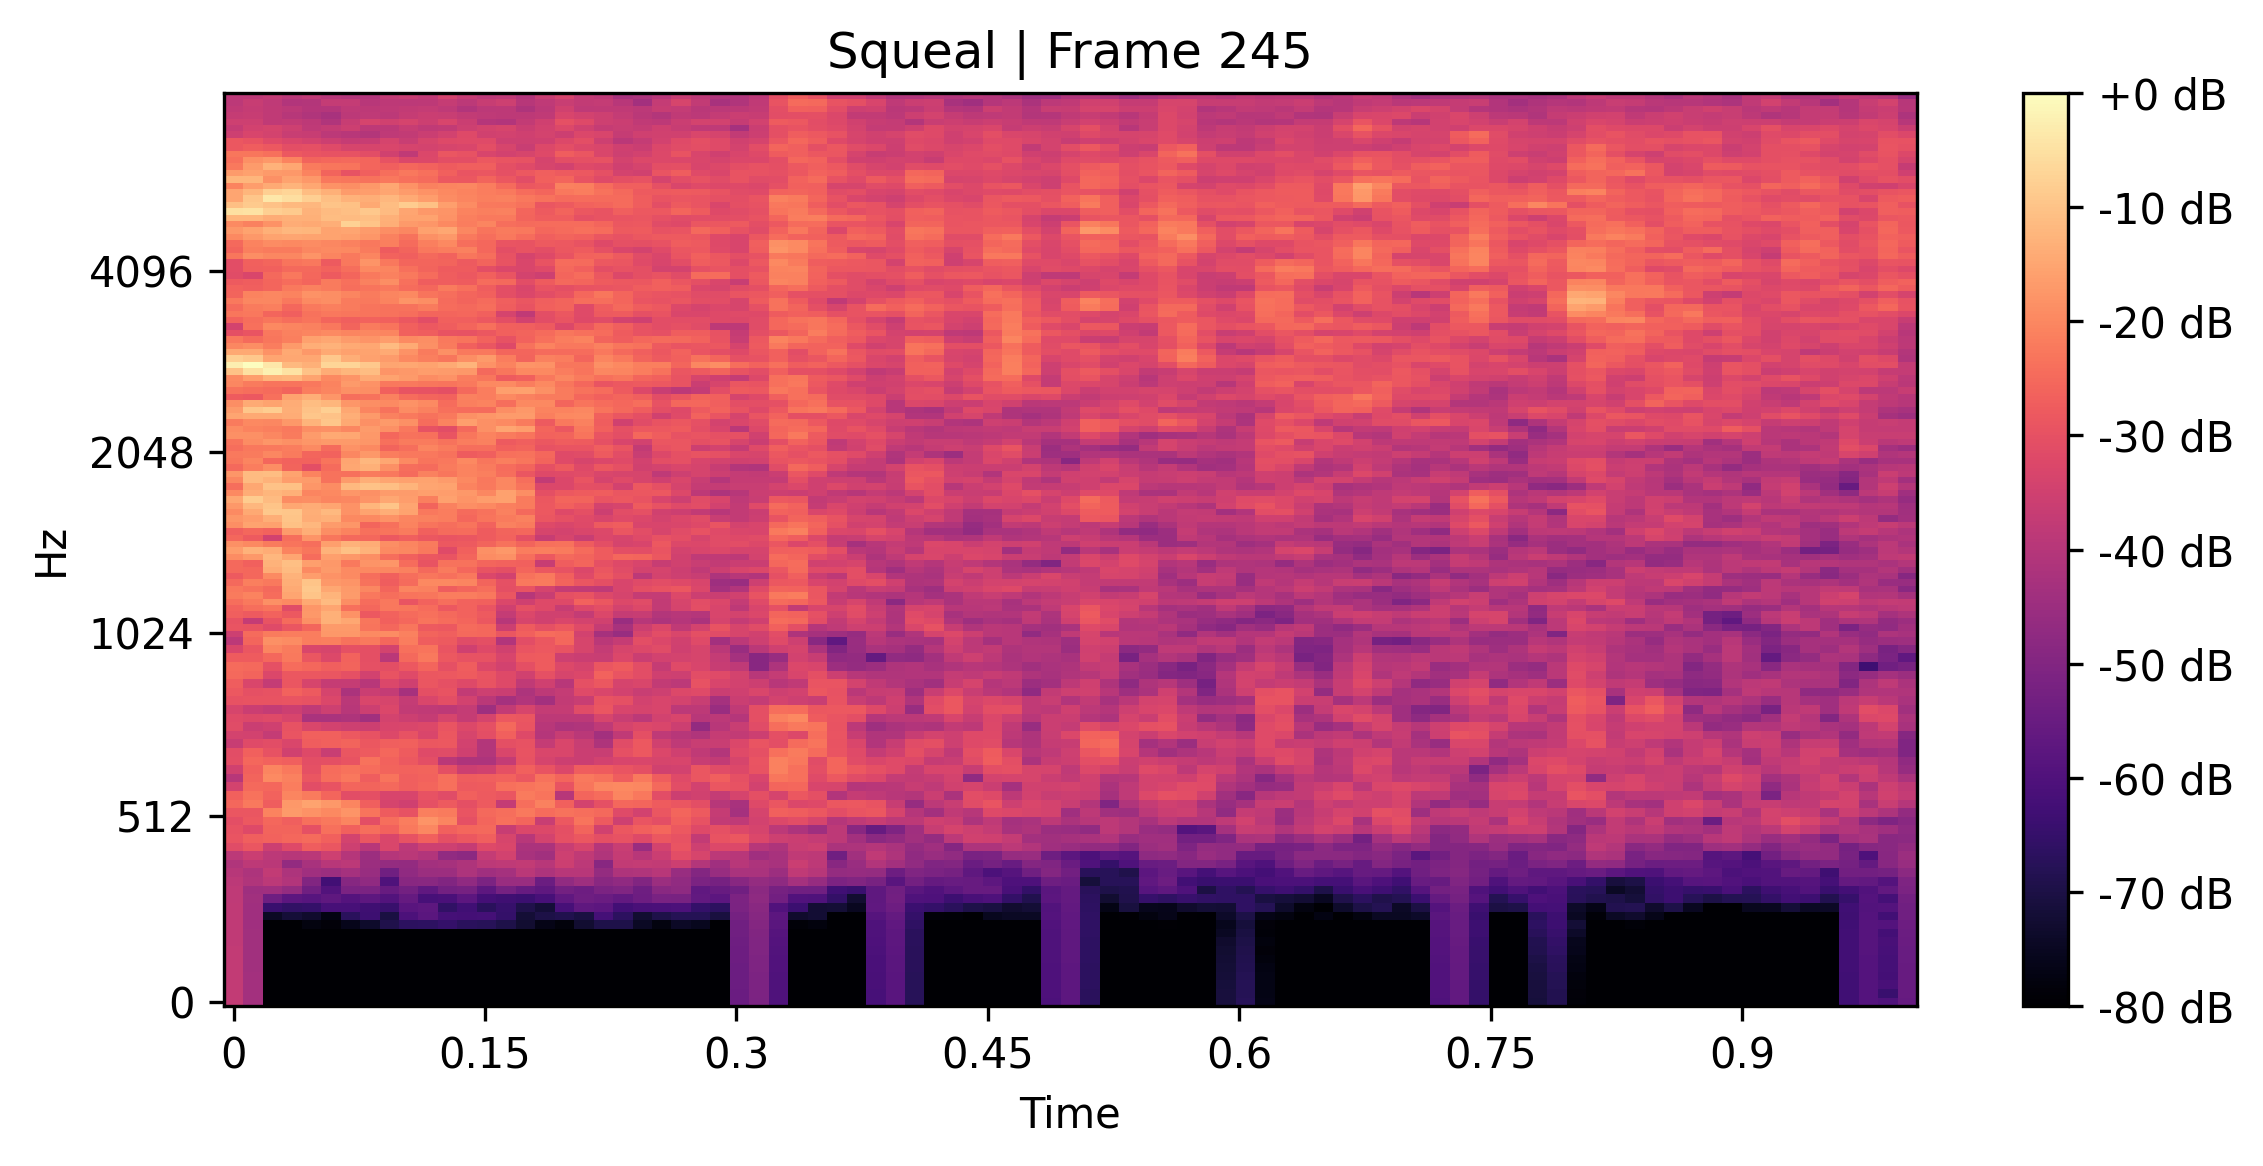 Squeal | Frame 245
+0 dB
-10 dB
-20 dB
-30 dB
-40 dB
-50 dB
-60 dB
-70 dB
-80 dB
Hz
4096
2048
1024
512
0
0 0.15 0.3 0.45 0.6 0.75 0.9
Time